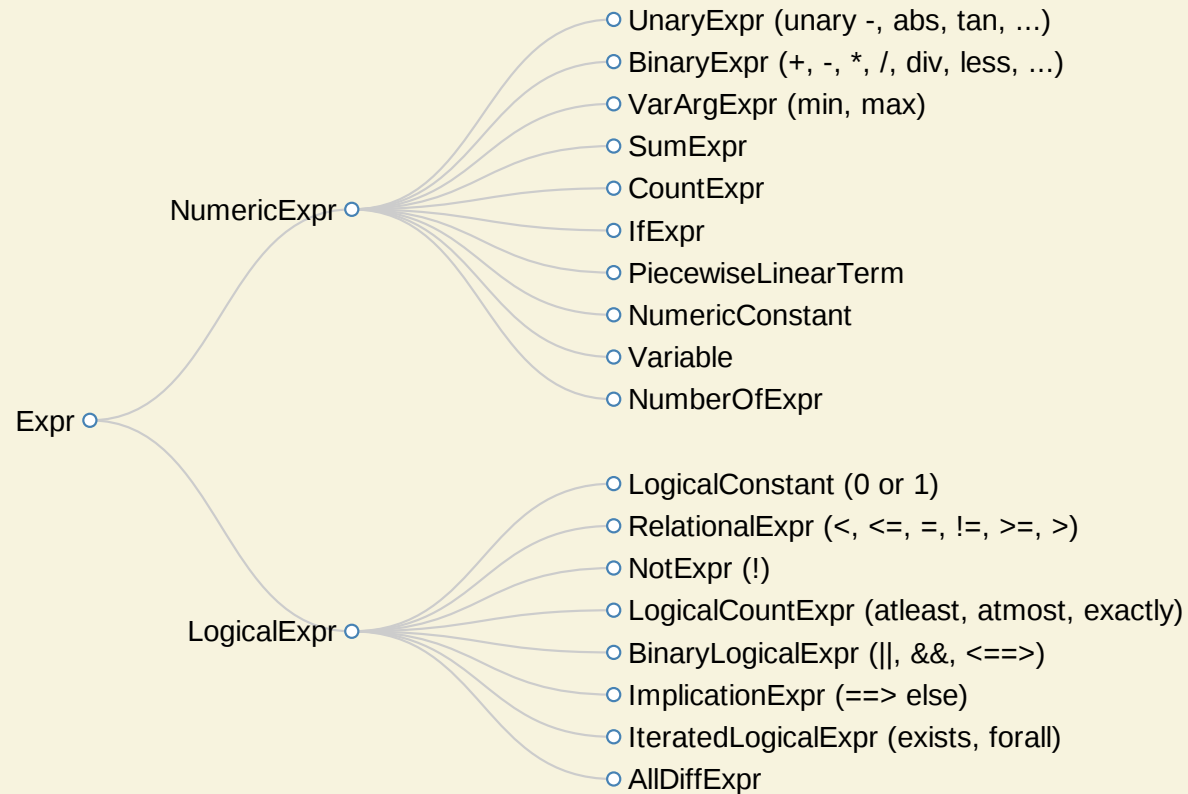 UnaryExpr (unary -, abs, tan, ...)
BinaryExpr (+, -, *, /, div, less, ...)
VarArgExpr (min, max)
SumExpr
CountExpr
NumericExpr
IfExpr
PiecewiseLinearTerm
NumericConstant
Variable
NumberOfExpr
Expr
LogicalConstant (0 or 1)
RelationalExpr (<, <=, =, !=, >=, >)
NotExpr (!)
LogicalCountExpr (atleast, atmost, exactly)
LogicalExpr
BinaryLogicalExpr (||, &&, <==>)
ImplicationExpr (==> else)
IteratedLogicalExpr (exists, forall)
AllDiffExpr